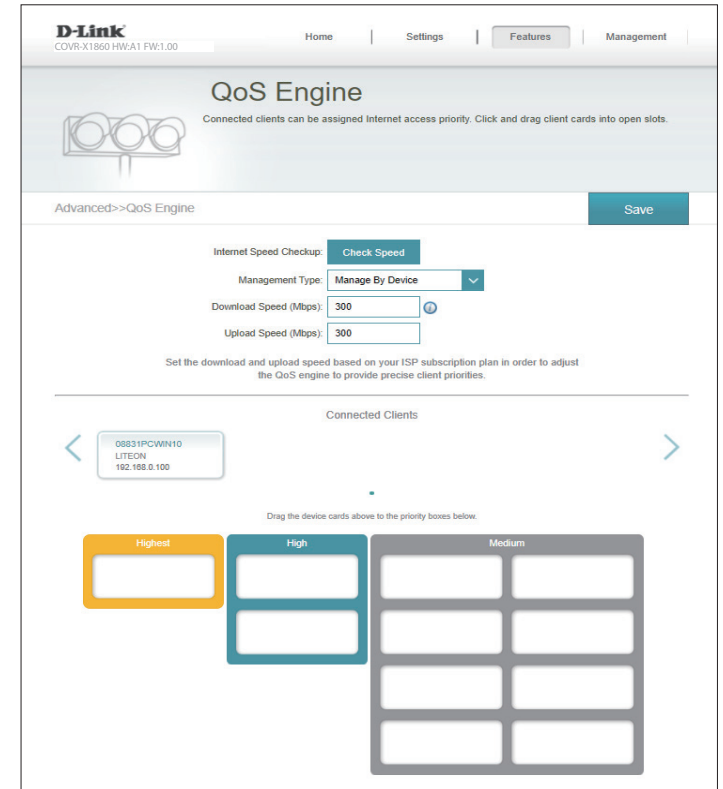 D-Link
COVR-X1860 HW:A1 FW:1.00
Home | Settings | Features | Management
QoS Engine
Connected clients can be assigned Internet access priority. Click and drag client cards into open slots.
Advanced>>QoS Engine
Save
Internet Speed Checkup: Check Speed
Management Type: Manage By Device
Download Speed (Mbps): 300
Upload Speed (Mbps): 300
Set the download and upload speed based on your ISP subscription plan in order to adjust
the QoS engine to provide precise client priorities.
Connected Clients
08831PCWIN10
LITEON
192.168.0.100
Drag the device cards above to the priority boxes below.
Highest High Medium